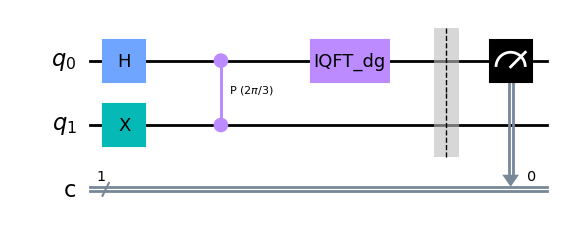 q0 H IQFT_dg
P (2π/3)
q1 X
1 0
c